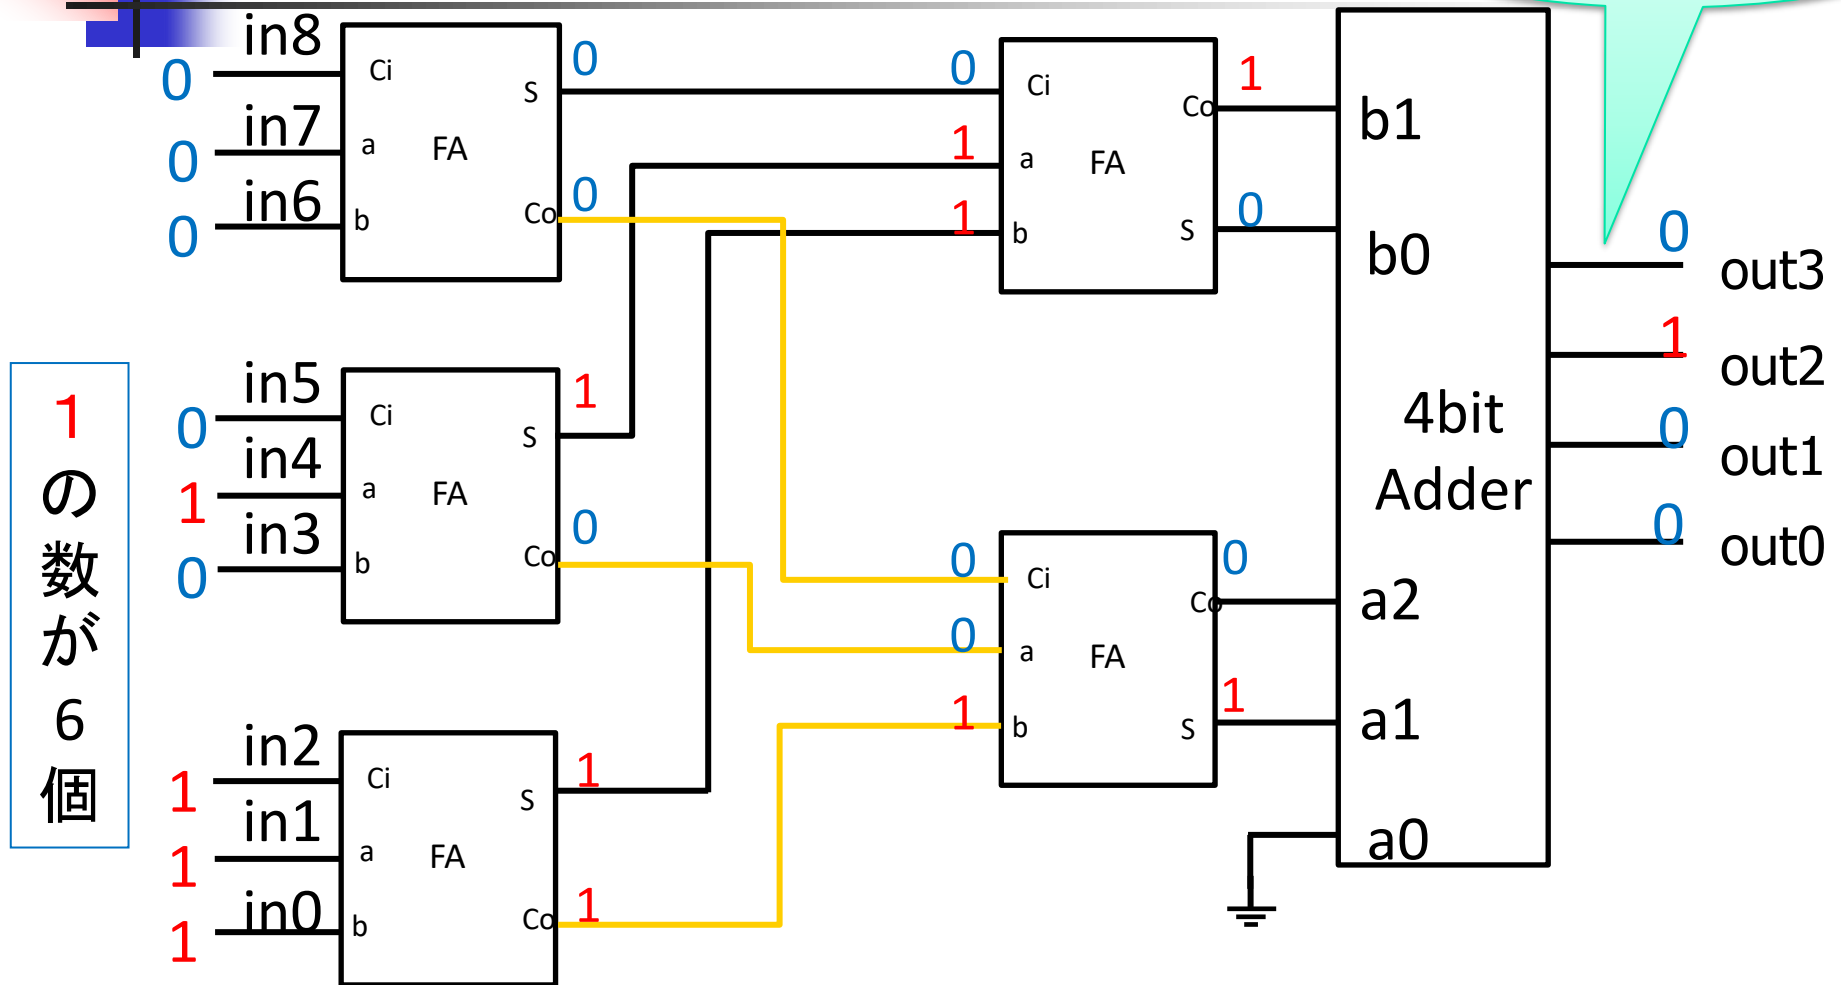 in8
0
Ci
in7
0
a
in6
0
b
FA
S
0
Co
0
in5
0
Ci
in4
1
a
in3
0
b
FA
S
1
Co
0
in2
1
Ci
in1
1
a
in0
1
b
FA
S
1
Co
1
0
Ci
1
a
1
b
FA
Co
1
S
0
0
Ci
0
a
1
b
FA
Co
0
S
1
b1
b0
4bit
Adder
a2
a1
a0
0
out3
1
out2
0
out1
0
out0
1の数が6個